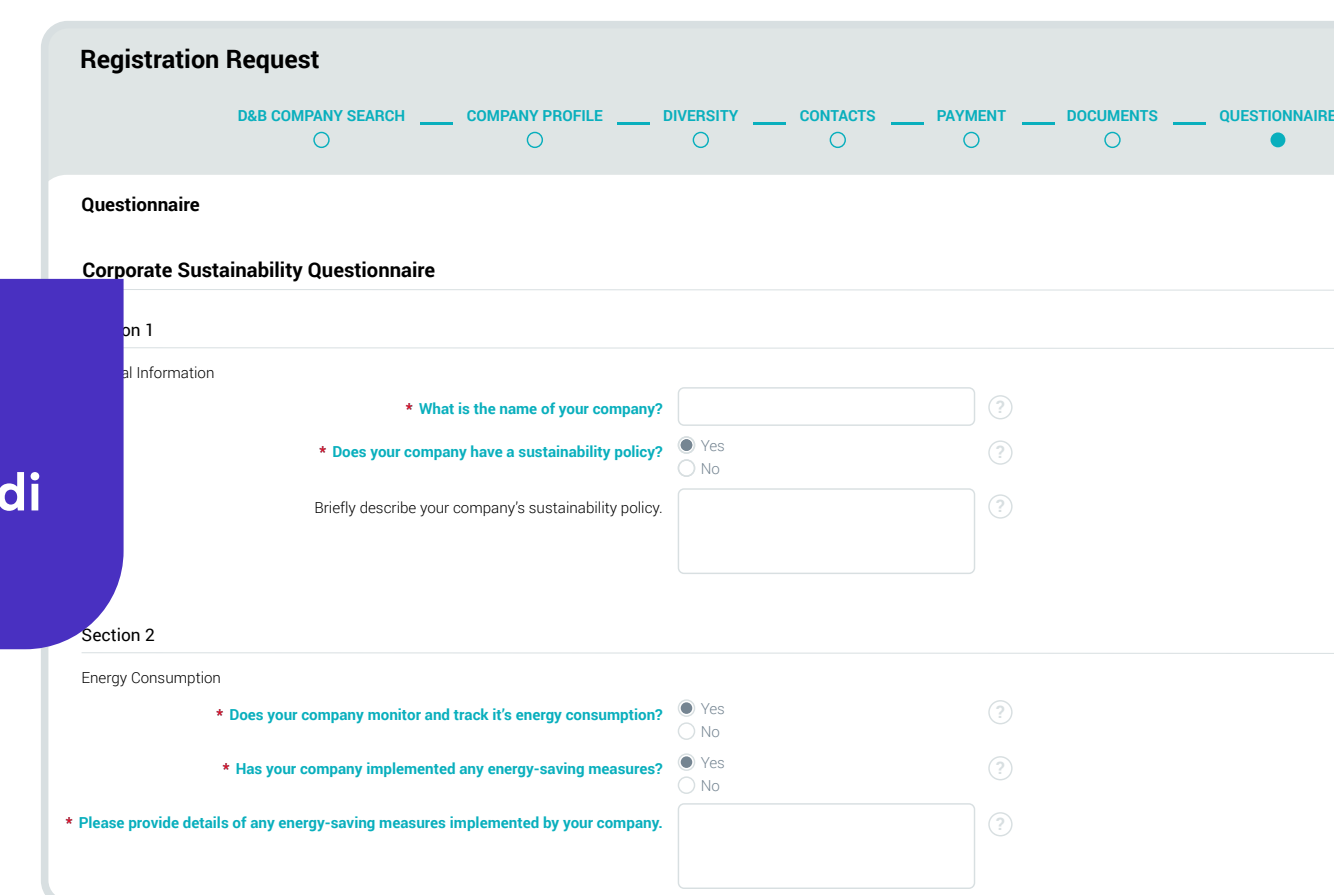 Registration Request
D&B COMPANY SEARCH COMPANY PROFILE DIVERSITY CONTACTS PAYMENT DOCUMENTS QUESTIONNAIRE
Questionnaire
Corporate Sustainability Questionnaire
on 1
al Information
* What is the name of your company? ?
* Does your company have a sustainability policy? Yes ?
No
di
Briefly describe your company's sustainability policy. ?
Section 2
Energy Consumption
* Does your company monitor and track it's energy consumption? Yes ?
No
* Has your company implemented any energy-saving measures? Yes ?
No
* Please provide details of any energy-saving measures implemented by your company. ?